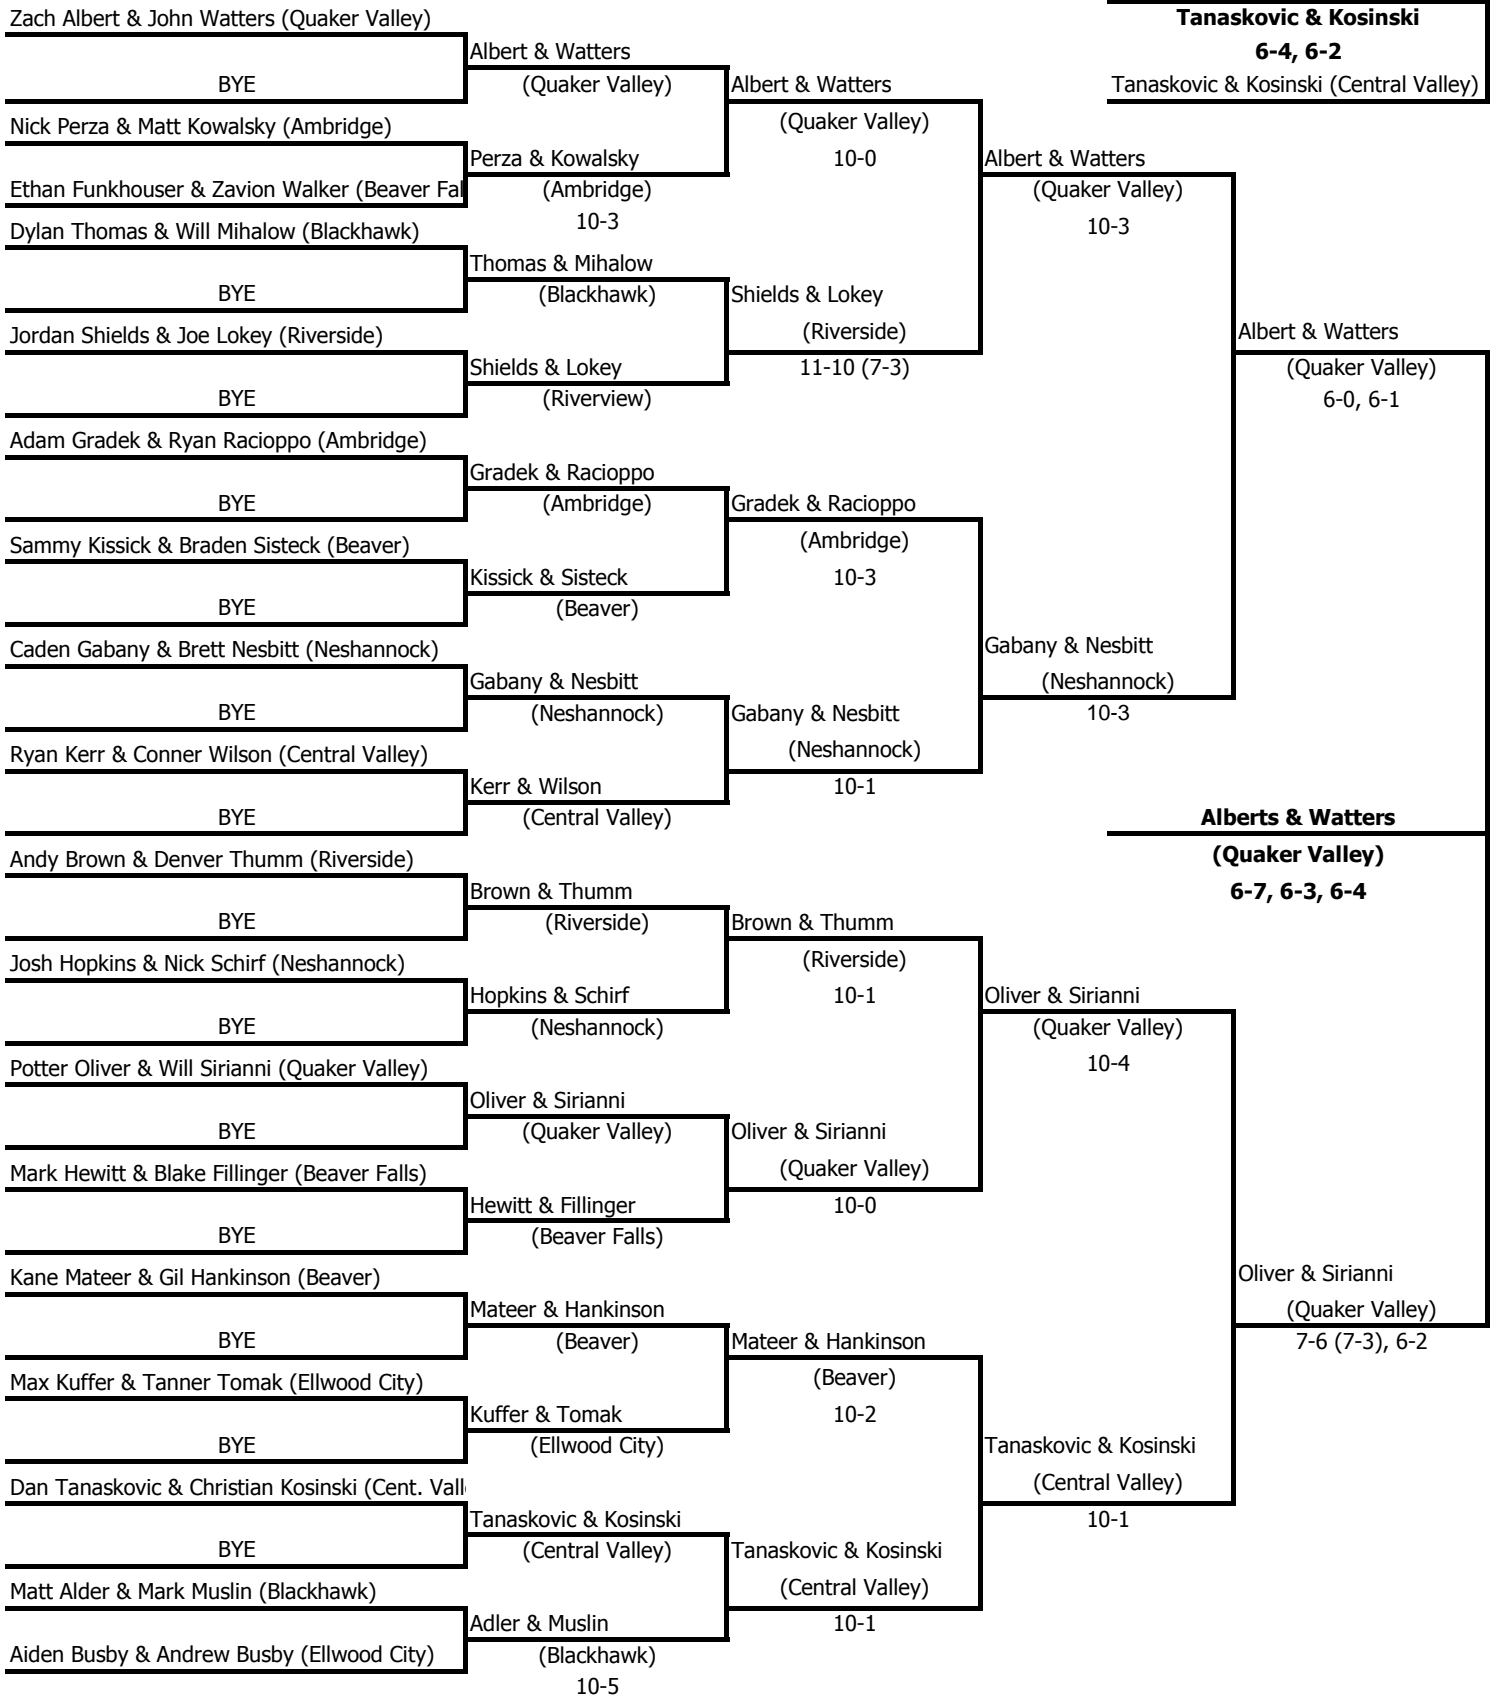 Zach Albert & John Watters (Quaker Valley)
BYE
Nick Perza & Matt Kowalsky (Ambridge)
Ethan Funkhouser & Zavion Walker (Beaver Fal
Dylan Thomas & Will Mihalow (Blackhawk)
BYE
Jordan Shields & Joe Lokey (Riverside)
BYE
Adam Gradek & Ryan Racioppo (Ambridge)
BYE
Sammy Kissick & Braden Sisteck (Beaver)
BYE
Caden Gabany & Brett Nesbitt (Neshannock)
BYE
Ryan Kerr & Conner Wilson (Central Valley)
BYE
Andy Brown & Denver Thumm (Riverside)
BYE
Josh Hopkins & Nick Schirf (Neshannock)
BYE
Potter Oliver & Will Sirianni (Quaker Valley)
BYE
Mark Hewitt & Blake Fillinger (Beaver Falls)
BYE
Kane Mateer & Gil Hankinson (Beaver)
BYE
Max Kuffer & Tanner Tomak (Ellwood City)
BYE
Dan Tanaskovic & Christian Kosinski (Cent. Vall
BYE
Matt Alder & Mark Muslin (Blackhawk)
Aiden Busby & Andrew Busby (Ellwood City)
Albert & Watters
(Quaker Valley)
Perza & Kowalsky
(Ambridge)
10-3
Thomas & Mihalow
(Blackhawk)
Shields & Lokey
(Riverview)
Gradek & Racioppo
(Ambridge)
Kissick & Sisteck
(Beaver)
Gabany & Nesbitt
(Neshannock)
Kerr & Wilson
(Central Valley)
Brown & Thumm
(Riverside)
Hopkins & Schirf
(Neshannock)
Oliver & Sirianni
(Quaker Valley)
Hewitt & Fillinger
(Beaver Falls)
Mateer & Hankinson
(Beaver)
Kuffer & Tomak
(Ellwood City)
Tanaskovic & Kosinski
(Central Valley)
Adler & Muslin
(Blackhawk)
10-5
Albert & Watters
(Quaker Valley)
10-0
Shields & Lokey
(Riverside)
11-10 (7-3)
Gradek & Racioppo
(Ambridge)
10-3
Gabany & Nesbitt
(Neshannock)
10-1
Brown & Thumm
(Riverside)
10-1
Oliver & Sirianni
(Quaker Valley)
10-0
Mateer & Hankinson
(Beaver)
10-2
Tanaskovic & Kosinski
(Central Valley)
10-1
Albert & Watters
(Quaker Valley)
10-3
Gabany & Nesbitt
(Neshannock)
10-3
Oliver & Sirianni
(Quaker Valley)
10-4
Tanaskovic & Kosinski
(Central Valley)
10-1
Tanaskovic & Kosinski
6-4, 6-2
Tanaskovic & Kosinski (Central Valley)
Albert & Watters
(Quaker Valley)
6-0, 6-1
Alberts & Watters
(Quaker Valley)
6-7, 6-3, 6-4
Oliver & Sirianni
(Quaker Valley)
7-6 (7-3), 6-2